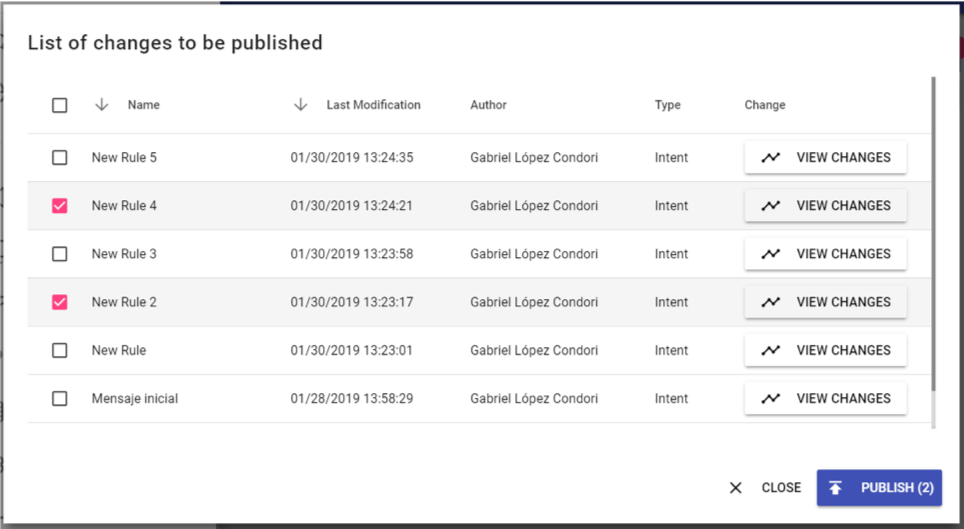 List of changes to be published
Name Last Modification Author Type Change
New Rule 5 01/30/2019 13:24:35 Gabriel López Condori Intent VIEW CHANGES
New Rule 4 01/30/2019 13:24:21 Gabriel López Condori Intent VIEW CHANGES
New Rule 3 01/30/2019 13:23:58 Gabriel López Condori Intent VIEW CHANGES
New Rule 2 01/30/2019 13:23:17 Gabriel López Condori Intent VIEW CHANGES
New Rule 01/30/2019 13:23:01 Gabriel López Condori Intent VIEW CHANGES
Mensaje inicial 01/28/2019 13:58:29 Gabriel López Condori Intent VIEW CHANGES
CLOSE PUBLISH (2)